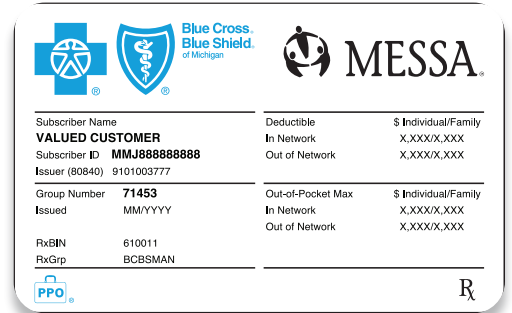 Blue Cross
Blue Shield
of Michigan
® ®
MESSA®
Subscriber Name
VALUED CUSTOMER
Subscriber ID MMJ888888888
Issuer (80840) 9101003777
Group Number 71453
Issued MM/YYYY
RxBIN 610011
RxGrp BCBSMAN
Deductible $ Individual/Family
In Network X,XXX/X,XXX
Out of Network X,XXX/X,XXX
Out-of-Pocket Max $ Individual/Family
In Network X,XXX/X,XXX
Out of Network X,XXX/X,XXX
PPO ®
Rx